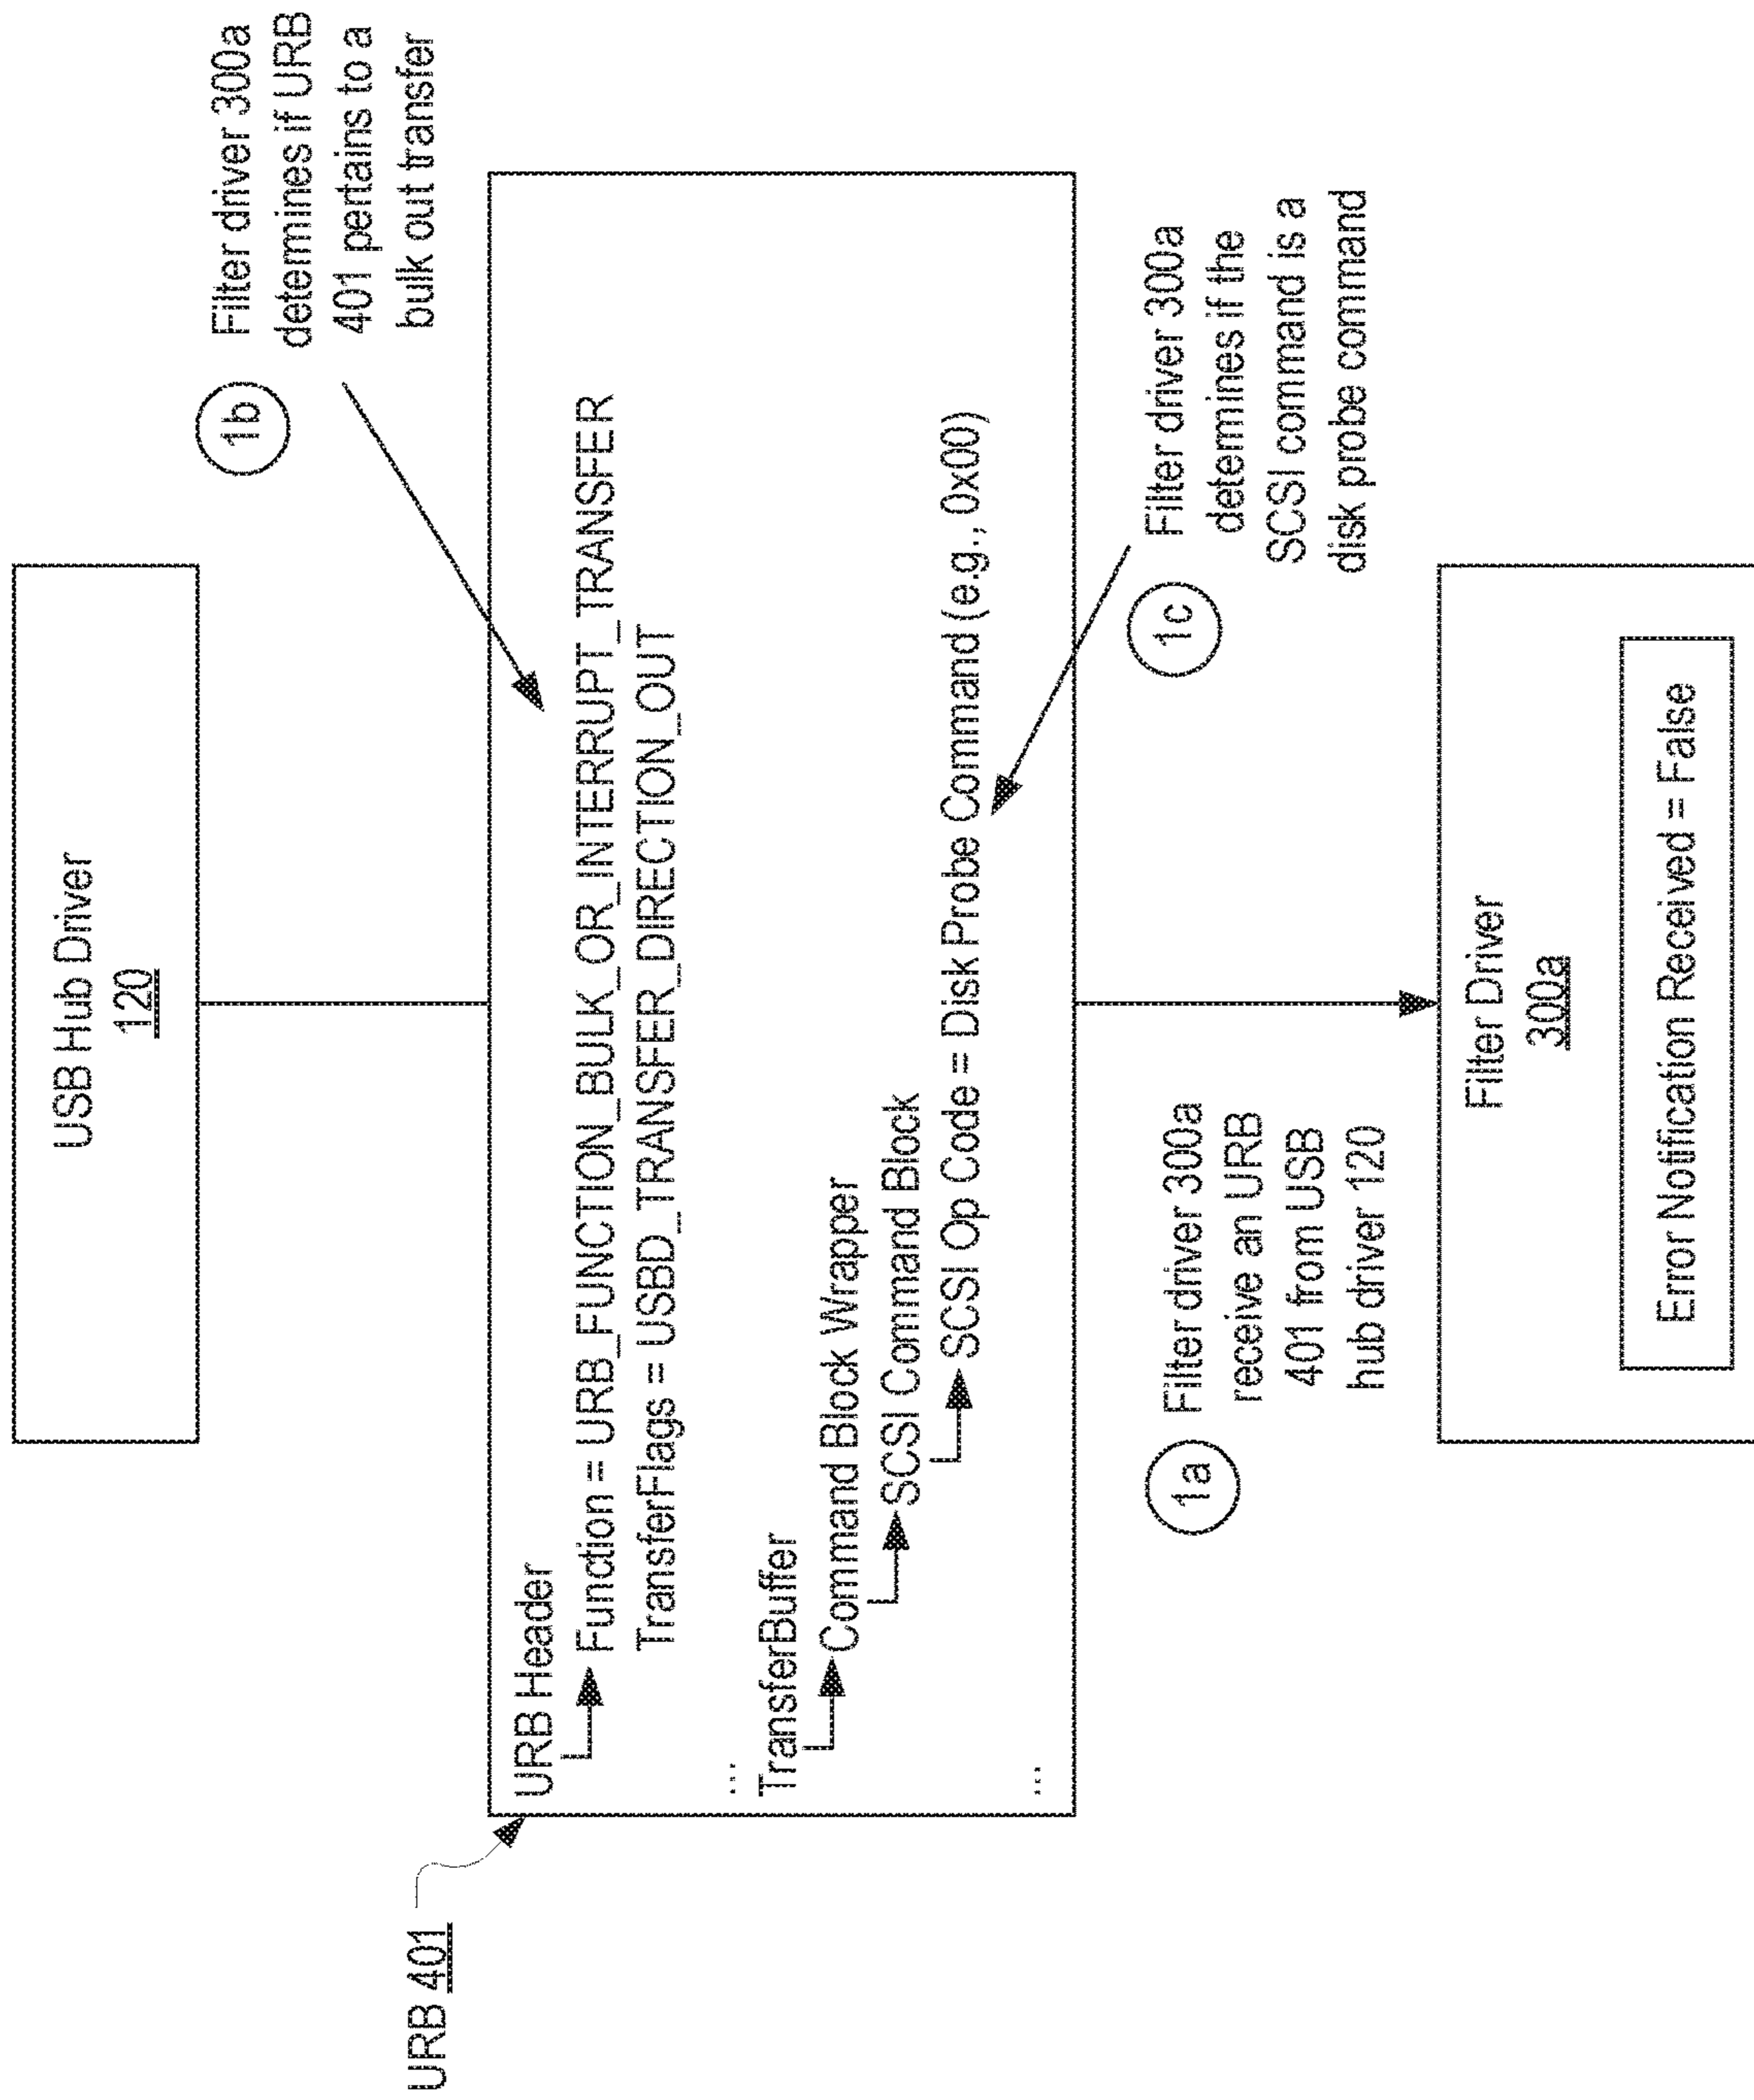 USB Hub Driver
120
1b
Filter driver 300a
determines if URB
401 pertains to a
bulk out transfer
URB 401
URB Header
Function = URB_FUNCTION_BULK_OR_INTERRUPT_TRANSFER
TransferFlags = USBD_TRANSFER_DIRECTION_OUT
...
TransferBuffer
Command Block Wrapper
SCSI Command Block
SCSI Op Code = Disk Probe Command (e.g., 0x00)
...
1a
Filter driver 300a
receive an URB
401 from USB
hub driver 120
1c
Filter driver 300a
determines if the
SCSI command is a
disk probe command
Filter Driver
300a
Error Notification Received = False